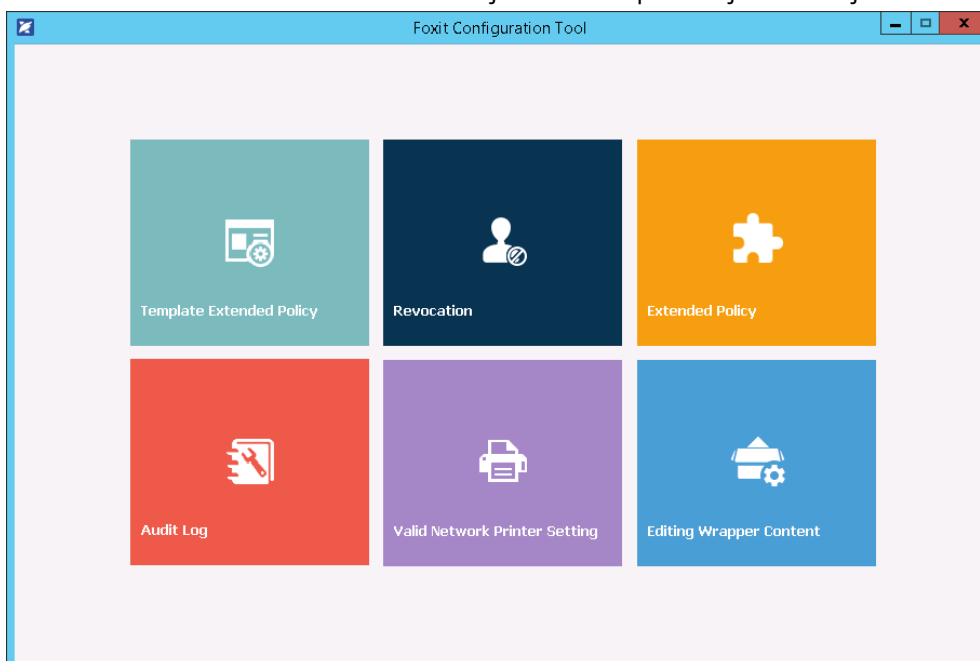 Foxit Configuration Tool
Template Extended Policy
Revocation
Extended Policy
Audit Log
Valid Network Printer Setting
Editing Wrapper Content